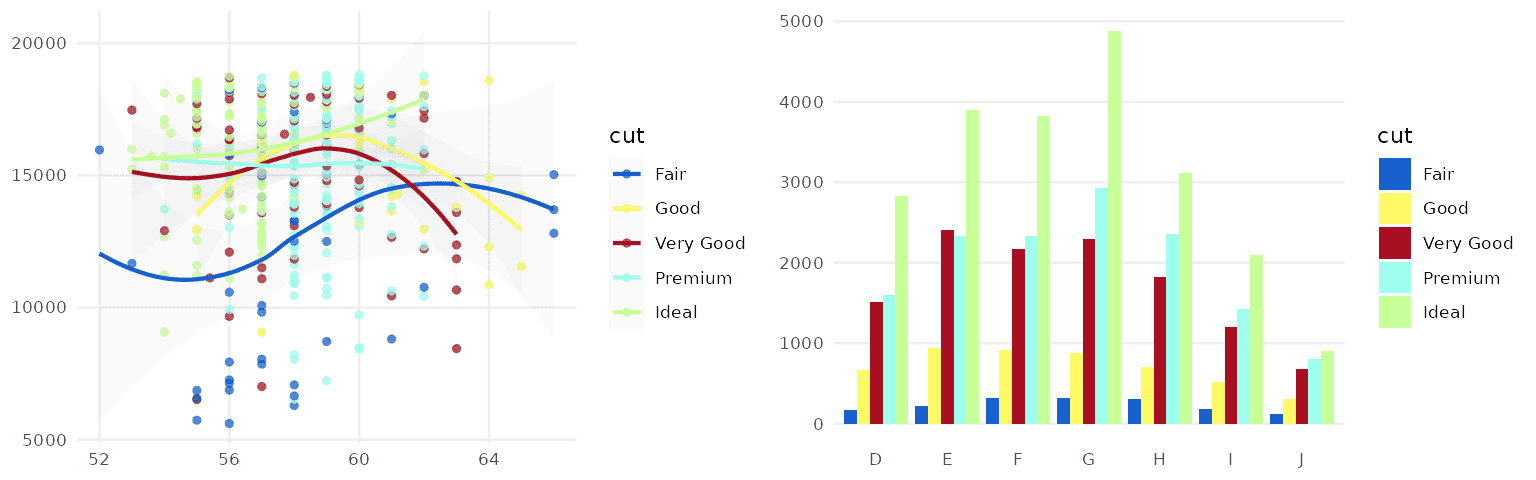 20000
15000
10000
5000
52 56 60 64
cut
Fair
Good
Very Good
Premium
Ideal
5000
4000
3000
2000
1000
0
D E F G H I J
cut
Fair
Good
Very Good
Premium
Ideal